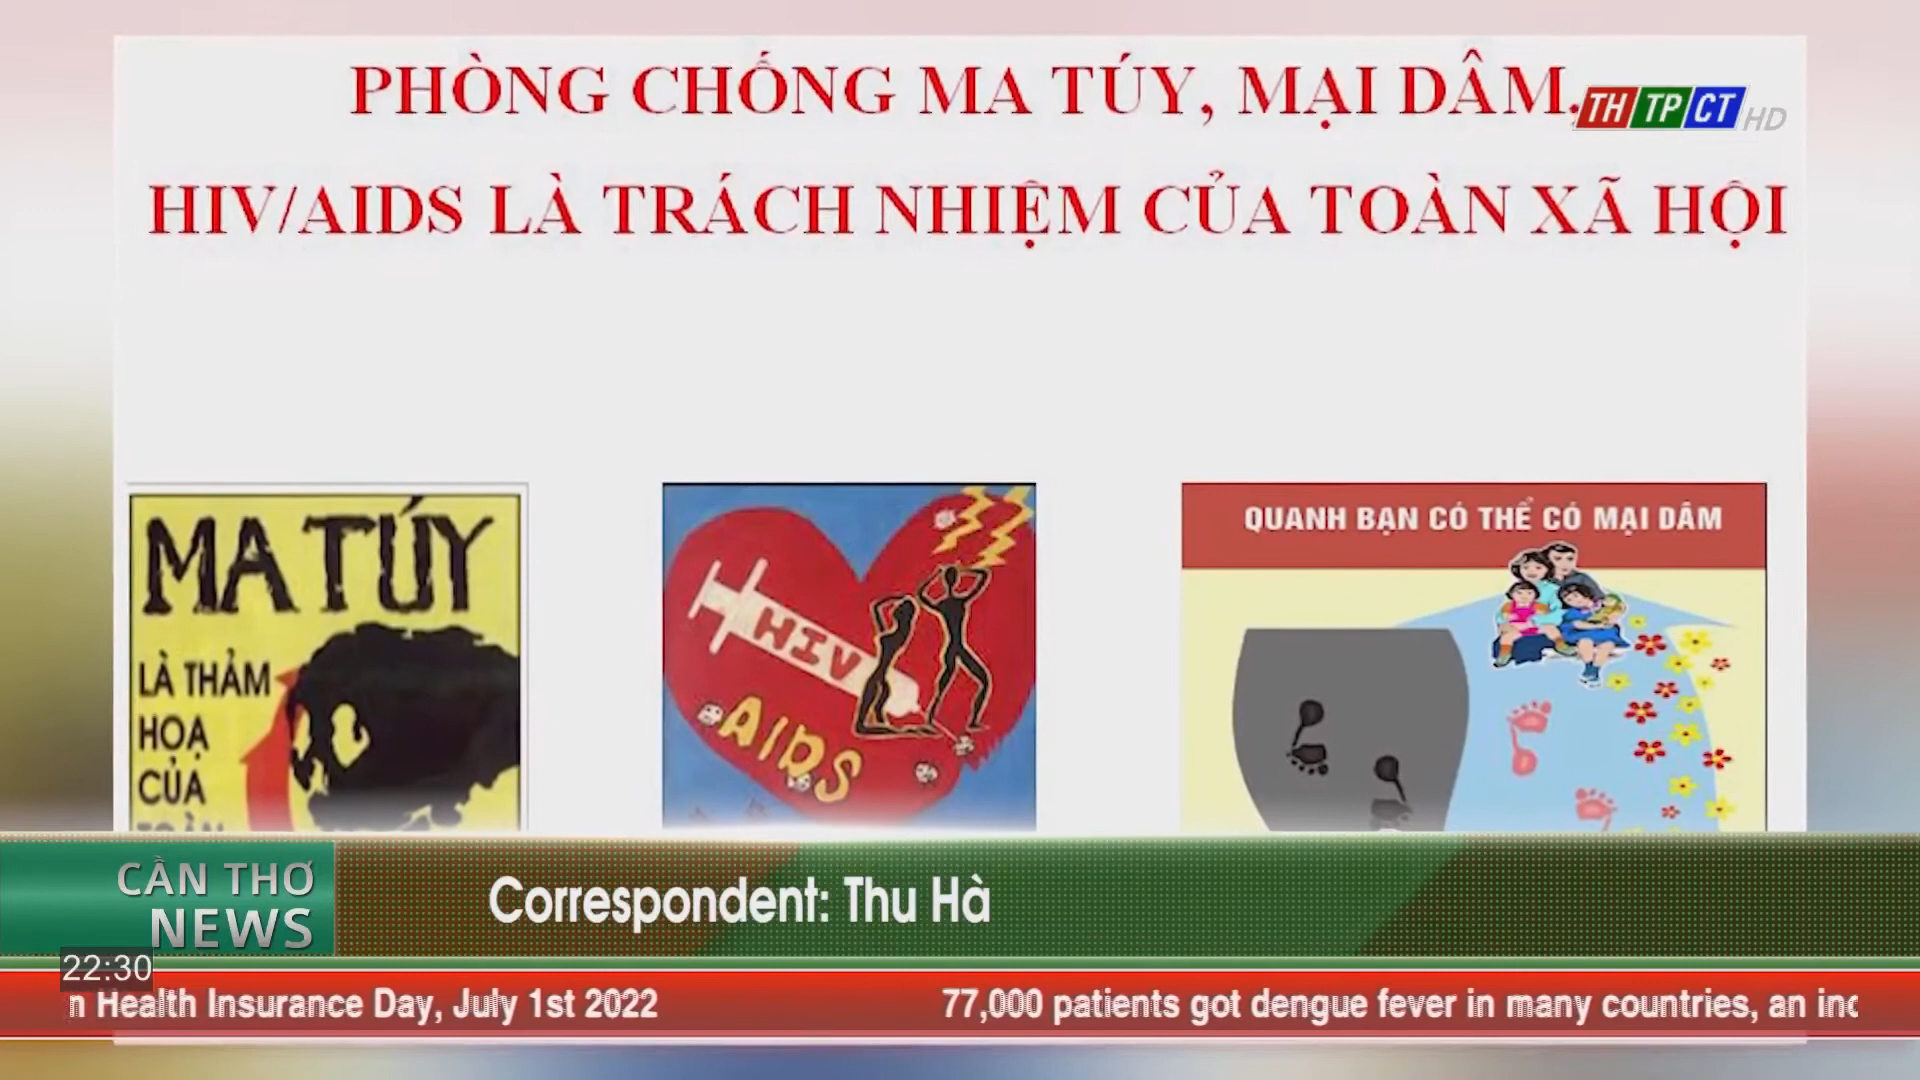 PHÒNG CHỐNG MA TÚY, MẠI DÂM,
THTPCT HD
HIV/AIDS LÀ TRÁCH NHIỆM CỦA TOÀN XÃ HỘI
MA TÚY
LÀ THẢM
HOẠ
CỦA
HIV
AIDS
QUANH BẠN CÓ THỂ CÓ MẠI DÂM
CẦN THƠ
NEWS
Correspondent: Thu Hà
22:30
n Health Insurance Day, July 1st 2022
77,000 patients got dengue fever in many countries, an inc